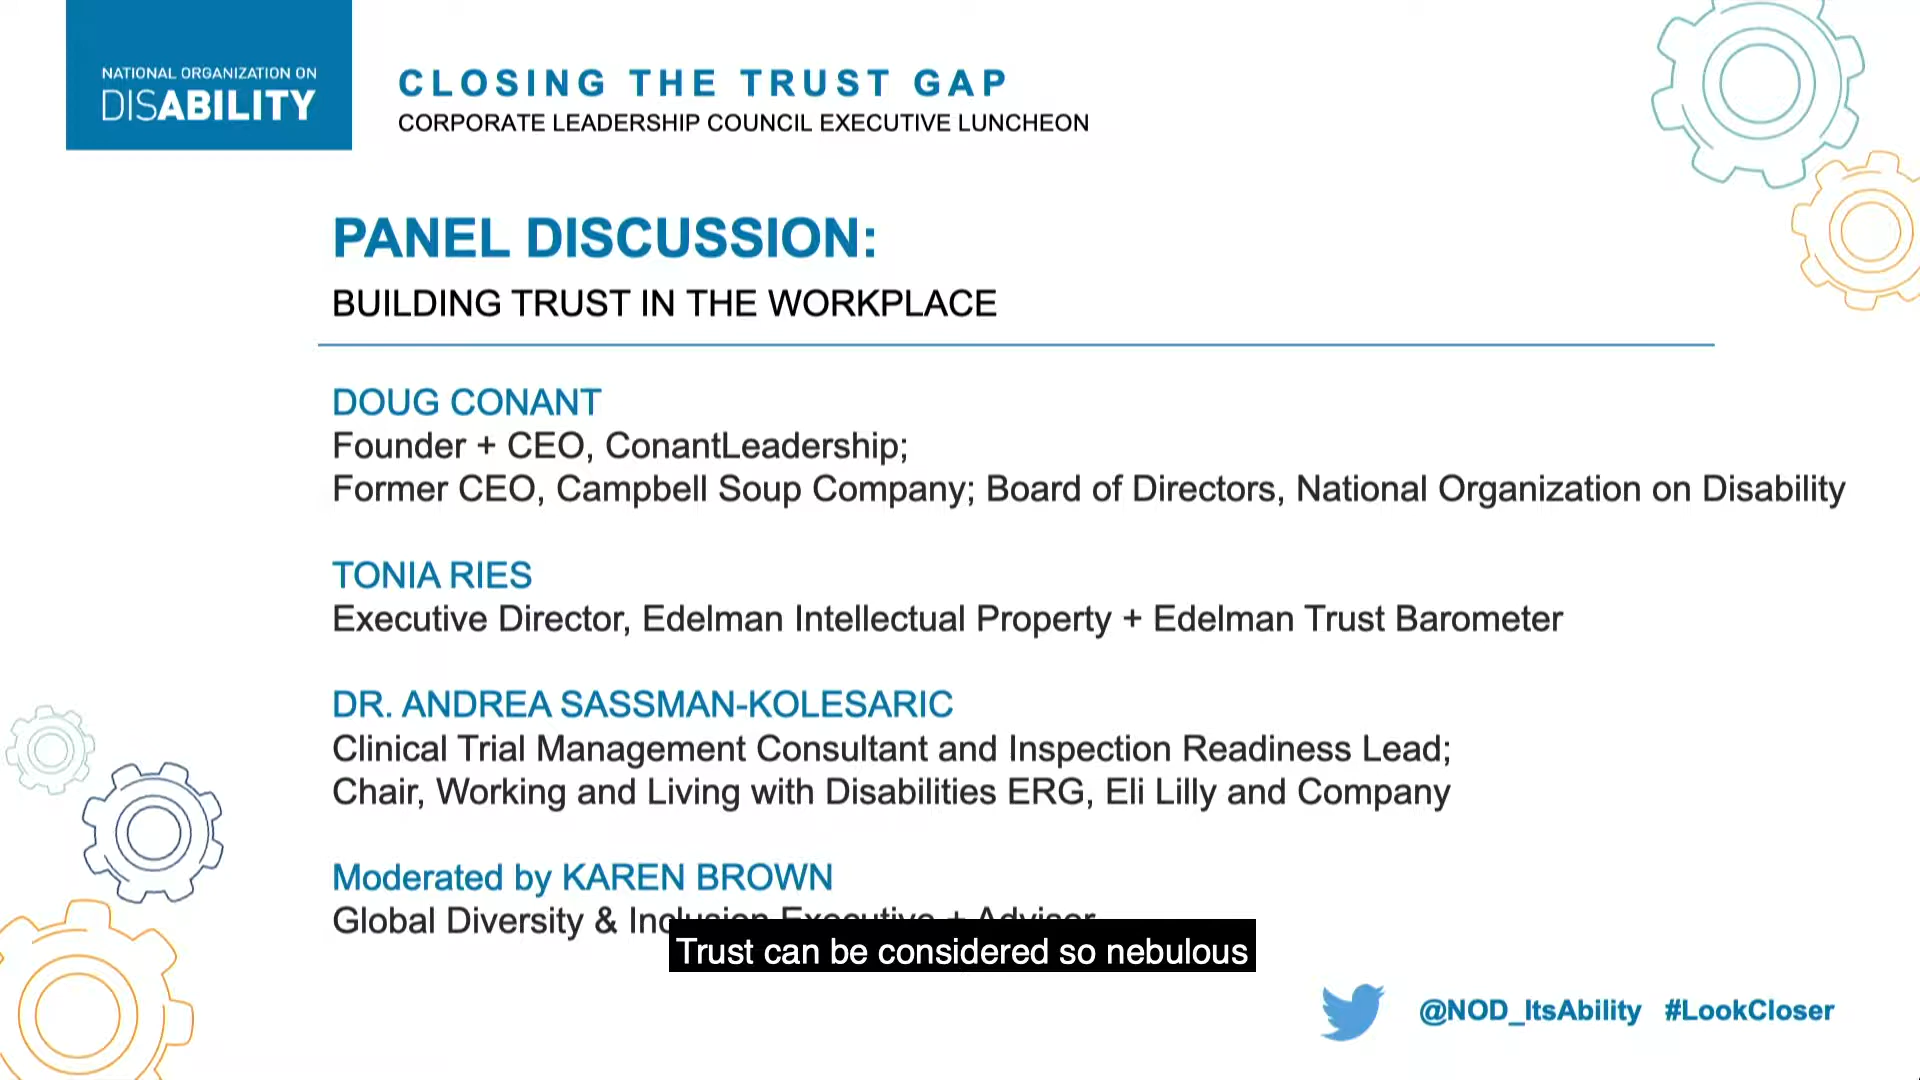 NATIONAL ORGANIZATION ON
DISABILITY
CLOSING THE TRUST GAP
CORPORATE LEADERSHIP COUNCIL EXECUTIVE LUNCHEON
PANEL DISCUSSION:
BUILDING TRUST IN THE WORKPLACE
DOUG CONANT
Founder + CEO, ConantLeadership;
Former CEO, Campbell Soup Company; Board of Directors, National Organization on Disability
TONIA RIES
Executive Director, Edelman Intellectual Property + Edelman Trust Barometer
DR. ANDREA SASSMAN-KOLESARIC
Clinical Trial Management Consultant and Inspection Readiness Lead;
Chair, Working and Living with Disabilities ERG, Eli Lilly and Company
Moderated by KAREN BROWN
Global Diversity & Inclusion Executive + Advisor
Trust can be considered so nebulous
@NOD_ItsAbility #LookCloser